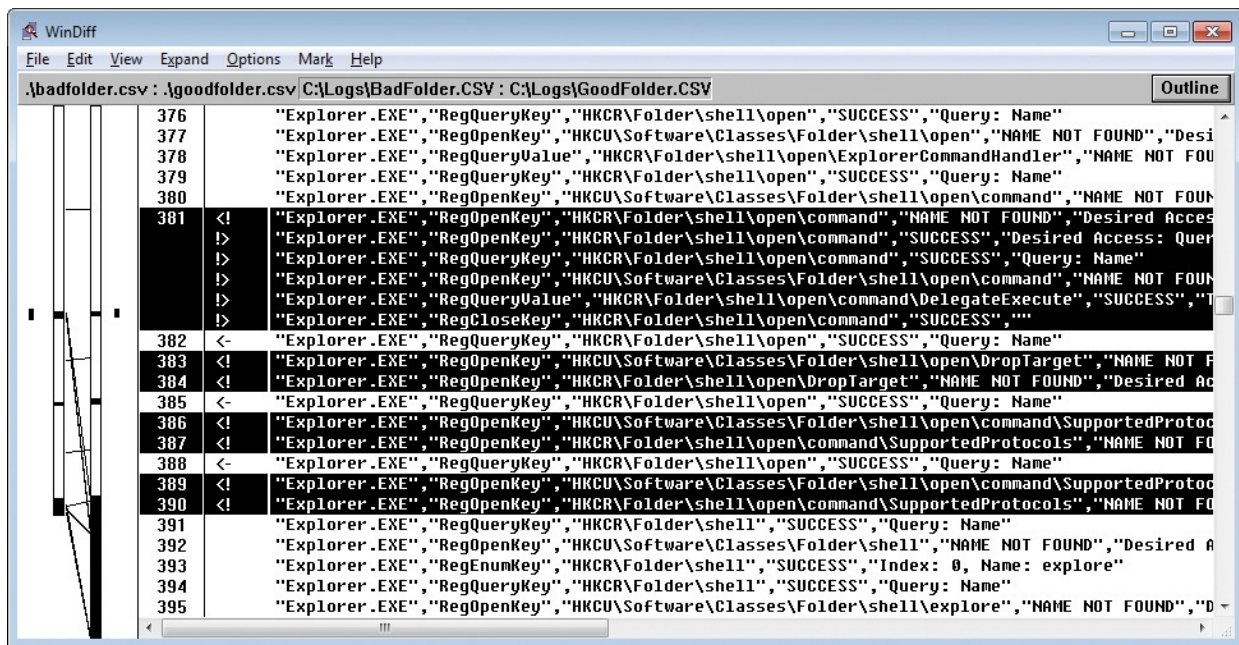 WinDiff
File Edit View Expand Options Mark Help
.\badfolder.csv : .\goodfolder.csv C:\Logs\BadFolder.CSV : C:\Logs\GoodFolder.CSV Outline
376 "Explorer.EXE","RegQueryKey","HKCR\Folder\shell\open","SUCCESS","Query: Name"
377 "Explorer.EXE","RegOpenKey","HKCU\Software\Classes\Folder\shell\open","NAME NOT FOUND","Desi
378 "Explorer.EXE","RegQueryValue","HKCR\Folder\shell\open\ExplorerCommandHandler","NAME NOT FOU
379 "Explorer.EXE","RegQueryKey","HKCR\Folder\shell\open","SUCCESS","Query: Name"
380 "Explorer.EXE","RegOpenKey","HKCU\Software\Classes\Folder\shell\open\command","NAME NOT FOUN
381 <! "Explorer.EXE","RegOpenKey","HKCR\Folder\shell\open\command","NAME NOT FOUND","Desired Acces
!> "Explorer.EXE","RegOpenKey","HKCR\Folder\shell\open\command","SUCCESS","Desired Access: Quer
!> "Explorer.EXE","RegQueryKey","HKCR\Folder\shell\open\command","SUCCESS","Query: Name"
!> "Explorer.EXE","RegOpenKey","HKCU\Software\Classes\Folder\shell\open\command","NAME NOT FOUN
!> "Explorer.EXE","RegQueryValue","HKCR\Folder\shell\open\command\DelegateExecute","SUCCESS","T
!> "Explorer.EXE","RegCloseKey","HKCR\Folder\shell\open\command","SUCCESS",""
382 <- "Explorer.EXE","RegQueryKey","HKCR\Folder\shell\open","SUCCESS","Query: Name"
383 <! "Explorer.EXE","RegOpenKey","HKCU\Software\Classes\Folder\shell\open\DropTarget","NAME NOT F
384 <! "Explorer.EXE","RegOpenKey","HKCR\Folder\shell\open\DropTarget","NAME NOT FOUND","Desired Ac
385 <- "Explorer.EXE","RegQueryKey","HKCR\Folder\shell\open","SUCCESS","Query: Name"
386 <! "Explorer.EXE","RegOpenKey","HKCU\Software\Classes\Folder\shell\open\command\SupportedProtoc
387 <! "Explorer.EXE","RegOpenKey","HKCR\Folder\shell\open\command\SupportedProtocols","NAME NOT FO
388 <- "Explorer.EXE","RegQueryKey","HKCR\Folder\shell\open","SUCCESS","Query: Name"
389 <! "Explorer.EXE","RegOpenKey","HKCU\Software\Classes\Folder\shell\open\command\SupportedProtoc
390 <! "Explorer.EXE","RegOpenKey","HKCR\Folder\shell\open\command\SupportedProtocols","NAME NOT FO
391 "Explorer.EXE","RegQueryKey","HKCR\Folder\shell","SUCCESS","Query: Name"
392 "Explorer.EXE","RegOpenKey","HKCU\Software\Classes\Folder\shell","NAME NOT FOUND","Desired A
393 "Explorer.EXE","RegEnumKey","HKCR\Folder\shell","SUCCESS","Index: 0, Name: explore"
394 "Explorer.EXE","RegQueryKey","HKCR\Folder\shell","SUCCESS","Query: Name"
395 "Explorer.EXE","RegOpenKey","HKCU\Software\Classes\Folder\shell\explore","NAME NOT FOUND","D